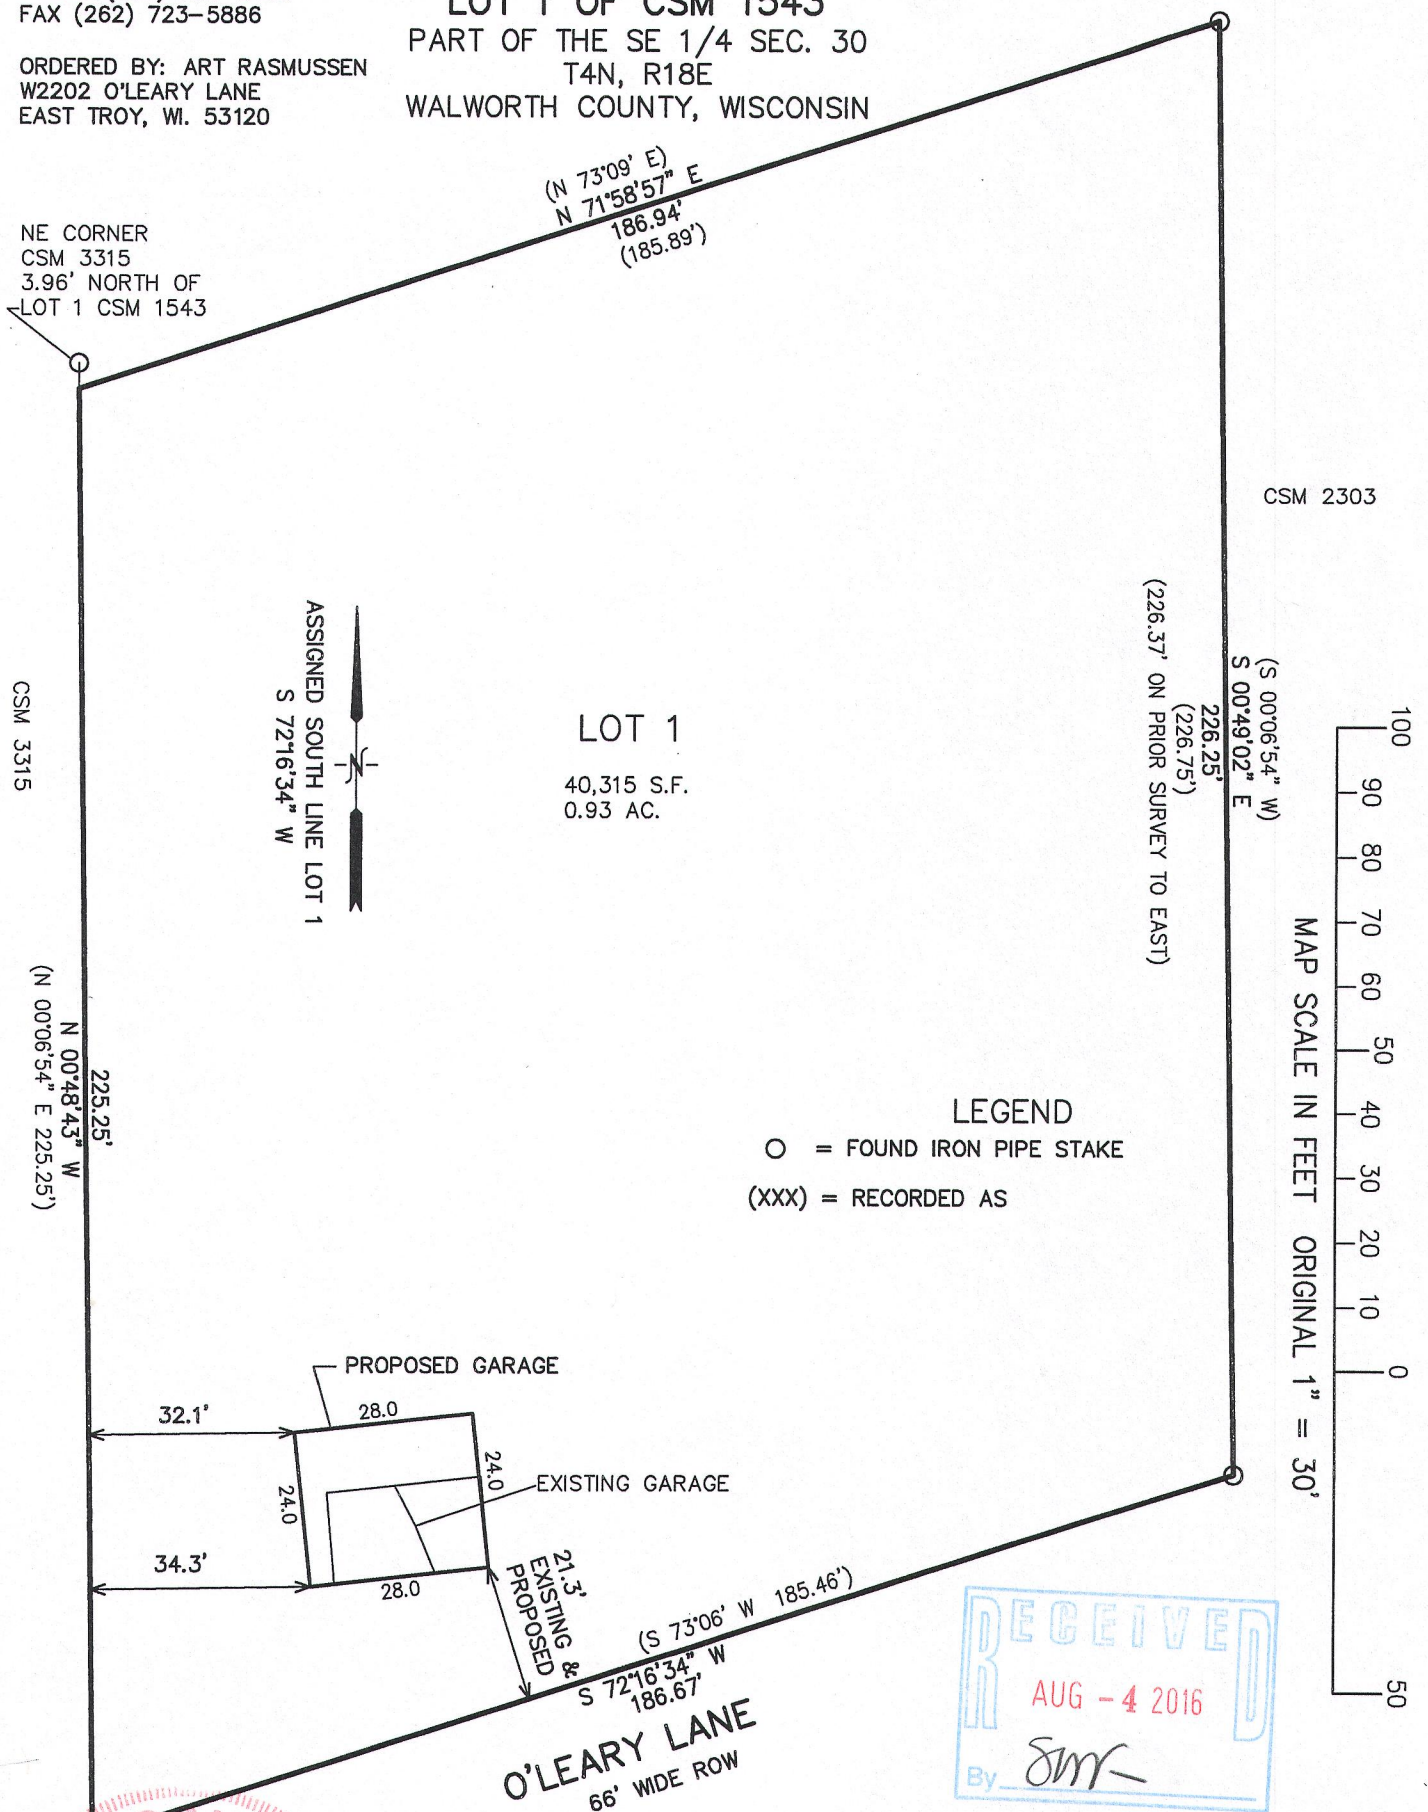 FAX (262) 723-5886
ORDERED BY: ART RASMUSSEN
W2202 O'LEARY LANE
EAST TROY, WI. 53120
LOT 1 OF CSM 1543
PART OF THE SE 1/4 SEC. 30
T4N, R18E
WALWORTH COUNTY, WISCONSIN
(N 73°09' E)
N 71°58'57" E
186.94'
(185.89')
NE CORNER
CSM 3315
3.96' NORTH OF
LOT 1 CSM 1543
CSM 2303
(S 00°06'54" W)
S 00°49'02" E
226.25'
(226.75')
(226.37' ON PRIOR SURVEY TO EAST)
ASSIGNED SOUTH LINE LOT 1
S 72°16'34" W
N
LOT 1
40,315 S.F.
0.93 AC.
CSM 3315
225.25'
N 00°48'43" W
(N 00°06'54" E 225.25')
LEGEND
O = FOUND IRON PIPE STAKE
(XXX) = RECORDED AS
100 90 80 70 60 50 40 30 20 10 0 50
MAP SCALE IN FEET ORIGINAL 1" = 30'
PROPOSED GARAGE
32.1'
28.0
24.0
24.0
EXISTING GARAGE
34.3'
28.0
21.3'
EXISTING &
PROPOSED
(S 73°06' W 185.46')
S 72°16'34" W
186.67'
O'LEARY LANE
66' WIDE ROW
RECEIVED
AUG -4 2016
By